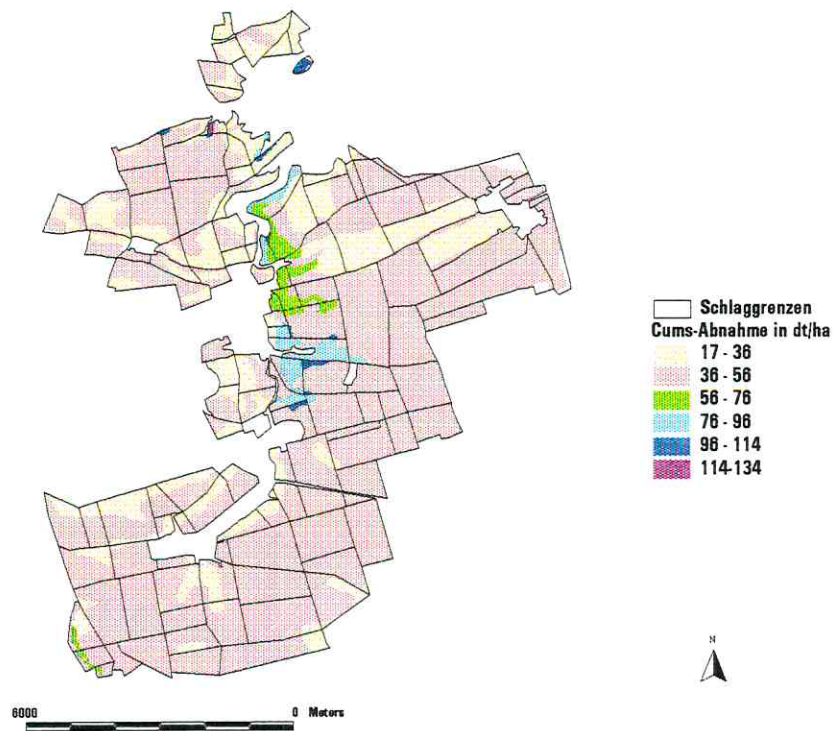 Schlaggrenzen
Cums-Abnahme in dt/ha
17 - 36
36 - 56
56 - 76
76 - 96
96 - 114
114-134
N
6000 0 Meters